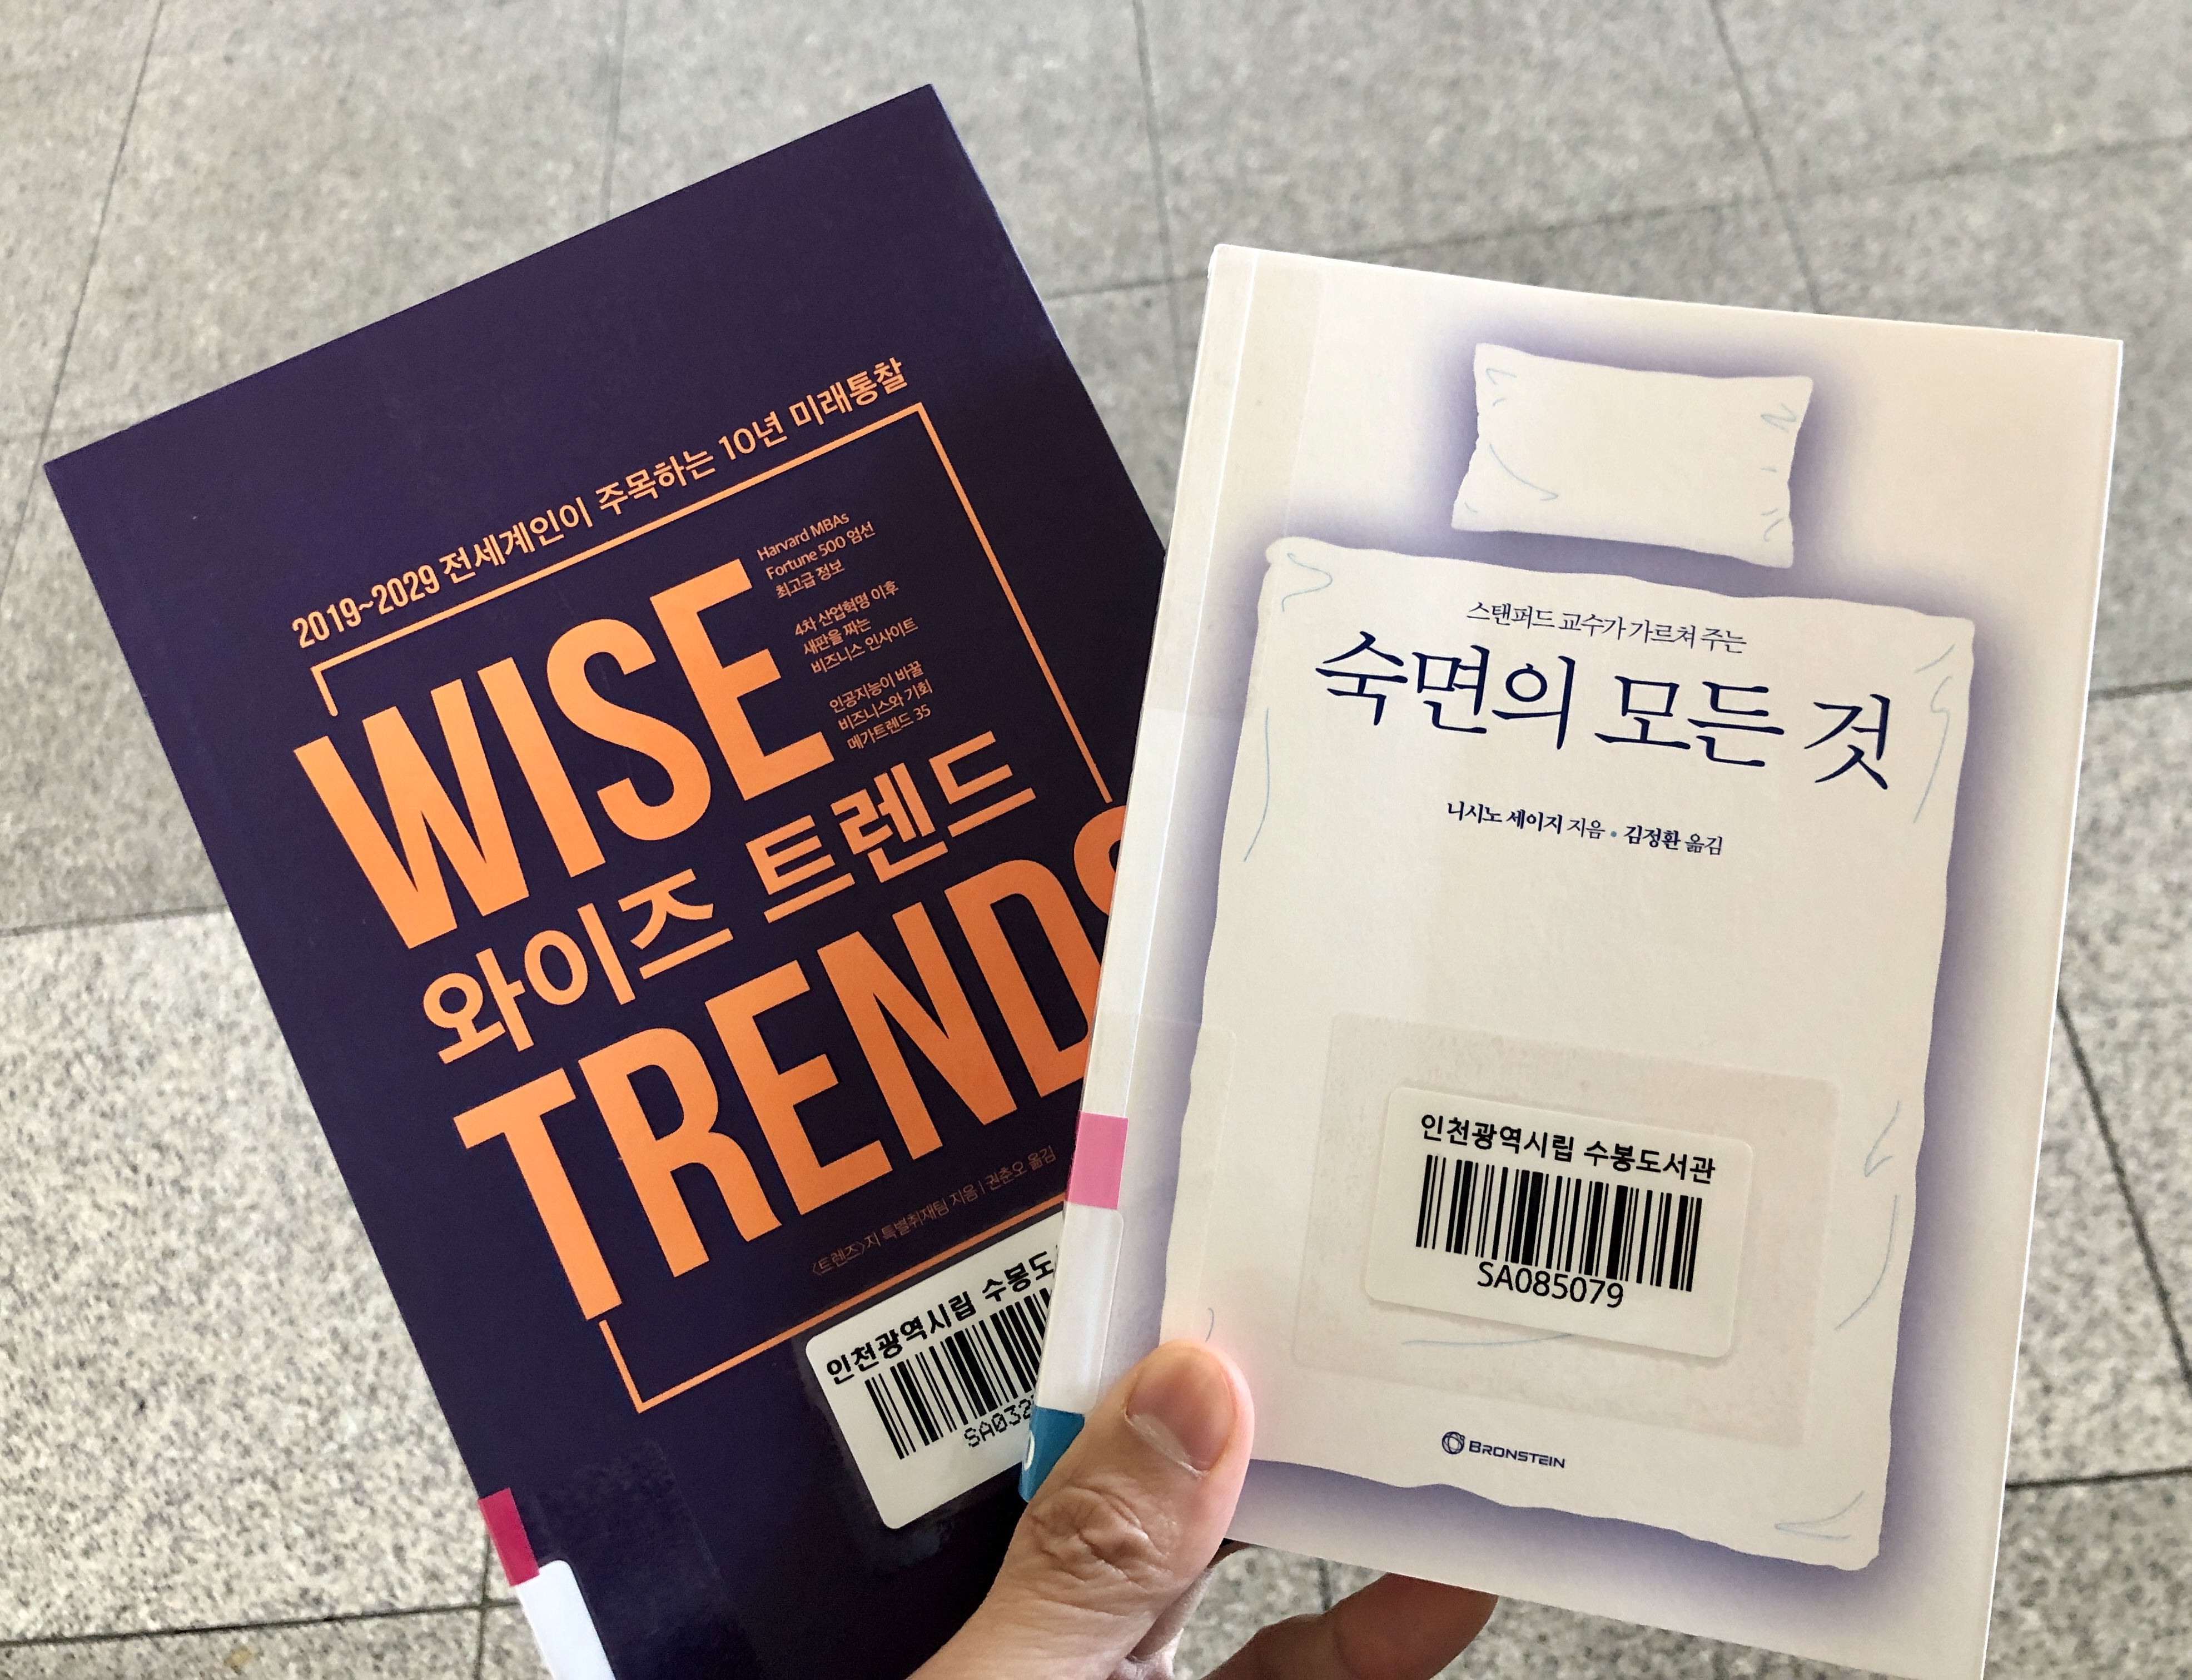 2019~2029 전세계인이 주목하는 10년 미래통찰
WISE
Harvard MBAs
Fortune 500 엄선
최고급 정보
4차 산업혁명 이후
새판을 짜는
비즈니스 인사이트
인공지능이 바꿀
비즈니스와 기회
메가트렌드 35
와이즈 트렌드
TRENDS
〈트렌즈〉지 특별취재팀 지음 | 권춘오 옮김
인천광역시립 수봉도
SA032
스탠퍼드 교수가 가르쳐 주는
숙면의 모든 것
니시노 세이지 지음 • 김정환 옮김
인천광역시립 수봉도서관
SA085079
BRONSTEIN